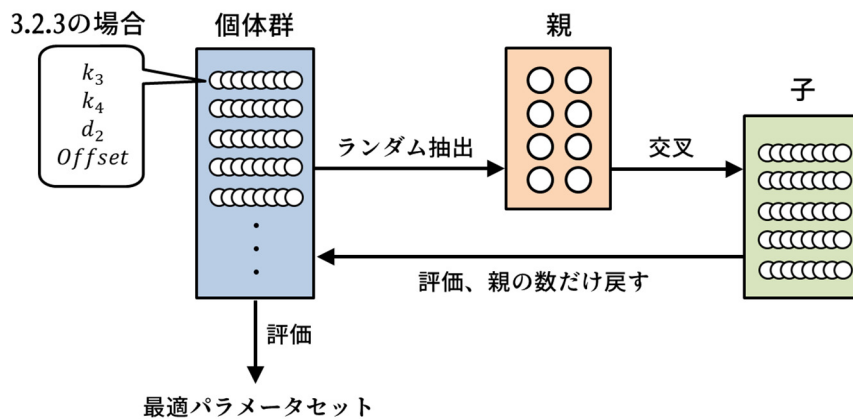 3.2.3の場合
個体群
親
子
k₃
k₄
d₂
Offset
ランダム抽出
交叉
評価、親の数だけ戻す
評価
最適パラメータセット